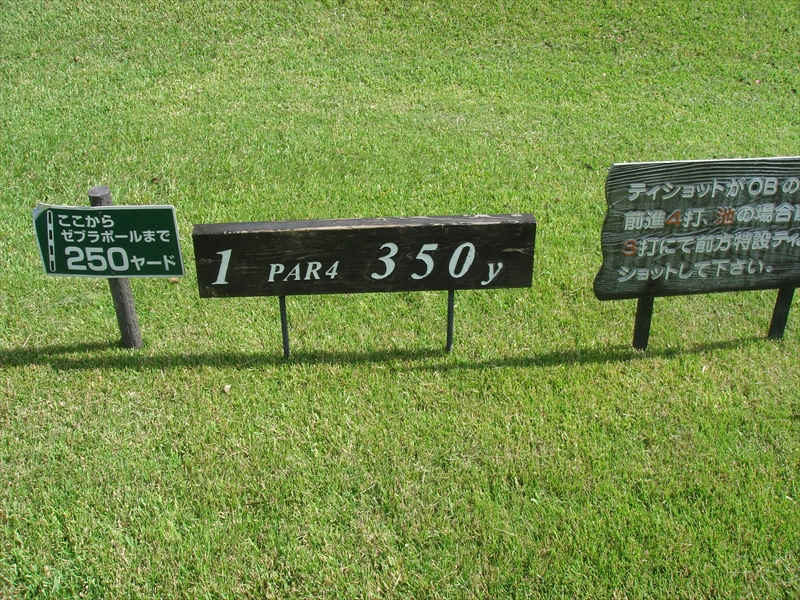 ここから
ゼブラポールまで
250ヤード
1 PAR4 350y
ティショットがOBの
前進4打、池の場合前
3打にて前方特設ティ
ショットして下さい。